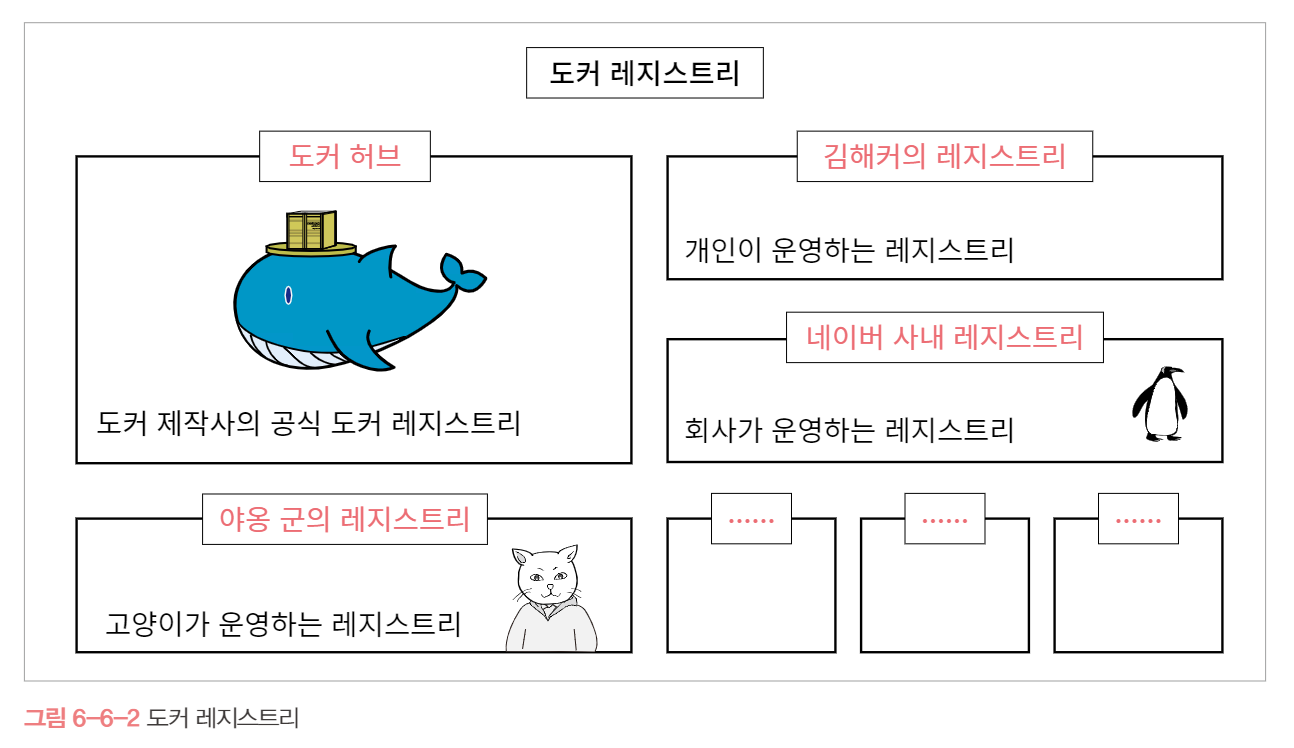 도커 레지스트리
도커 허브
도커 제작사의 공식 도커 레지스트리
김해커의 레지스트리
개인이 운영하는 레지스트리
네이버 사내 레지스트리
회사가 운영하는 레지스트리
야옹 군의 레지스트리
고양이가 운영하는 레지스트리
......
......
......
그림 6-6-2 도커 레지스트리